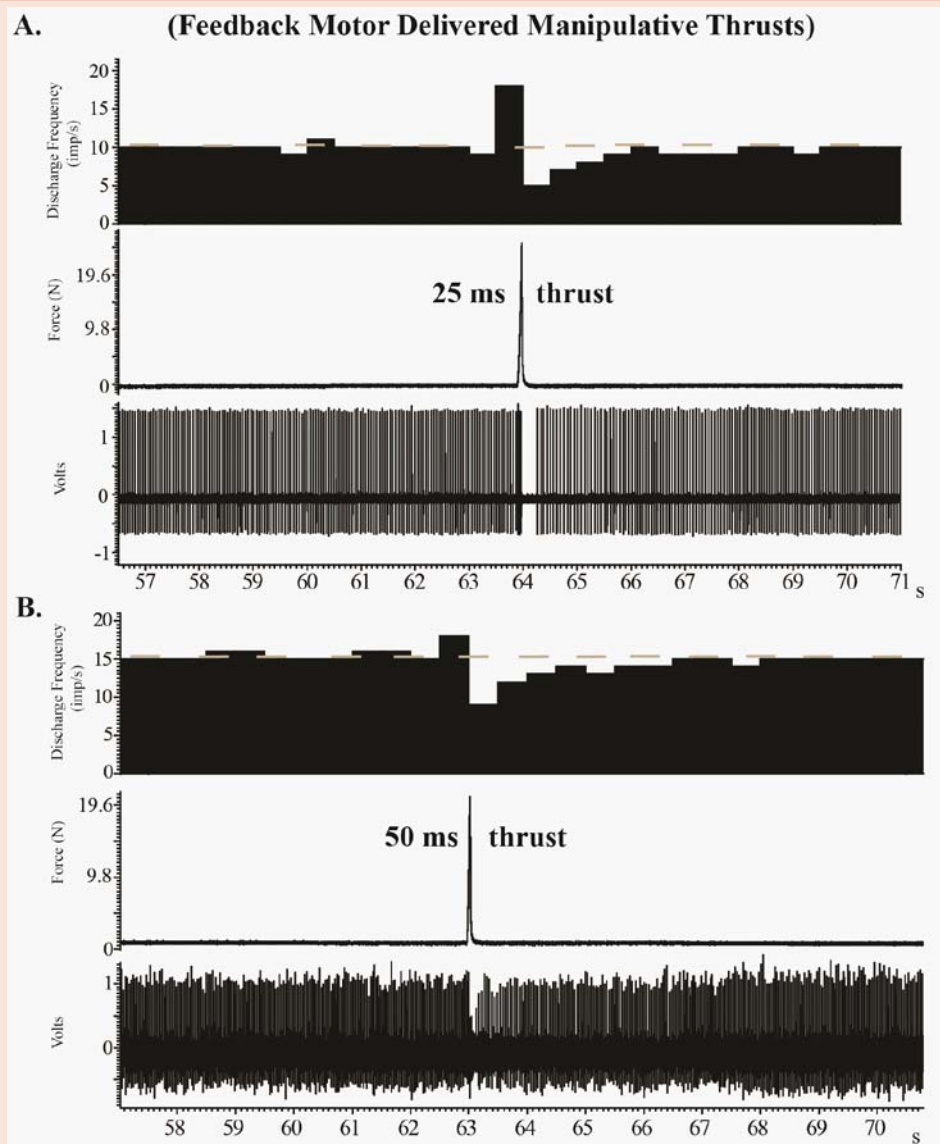 A.
(Feedback Motor Delivered Manipulative Thrusts)
Discharge Frequency
(imp/s)
20
15
10
5
0
Force (N)
19.6
9.8
0
25 ms thrust
Volts
1
0
-1
57 58 59 60 61 62 63 64 65 66 67 68 69 70 71 s
B.
Discharge Frequency
(imp/s)
20
15
10
5
0
Force (N)
19.6
9.8
0
50 ms thrust
Volts
1
0
58 59 60 61 62 63 64 65 66 67 68 69 70 s